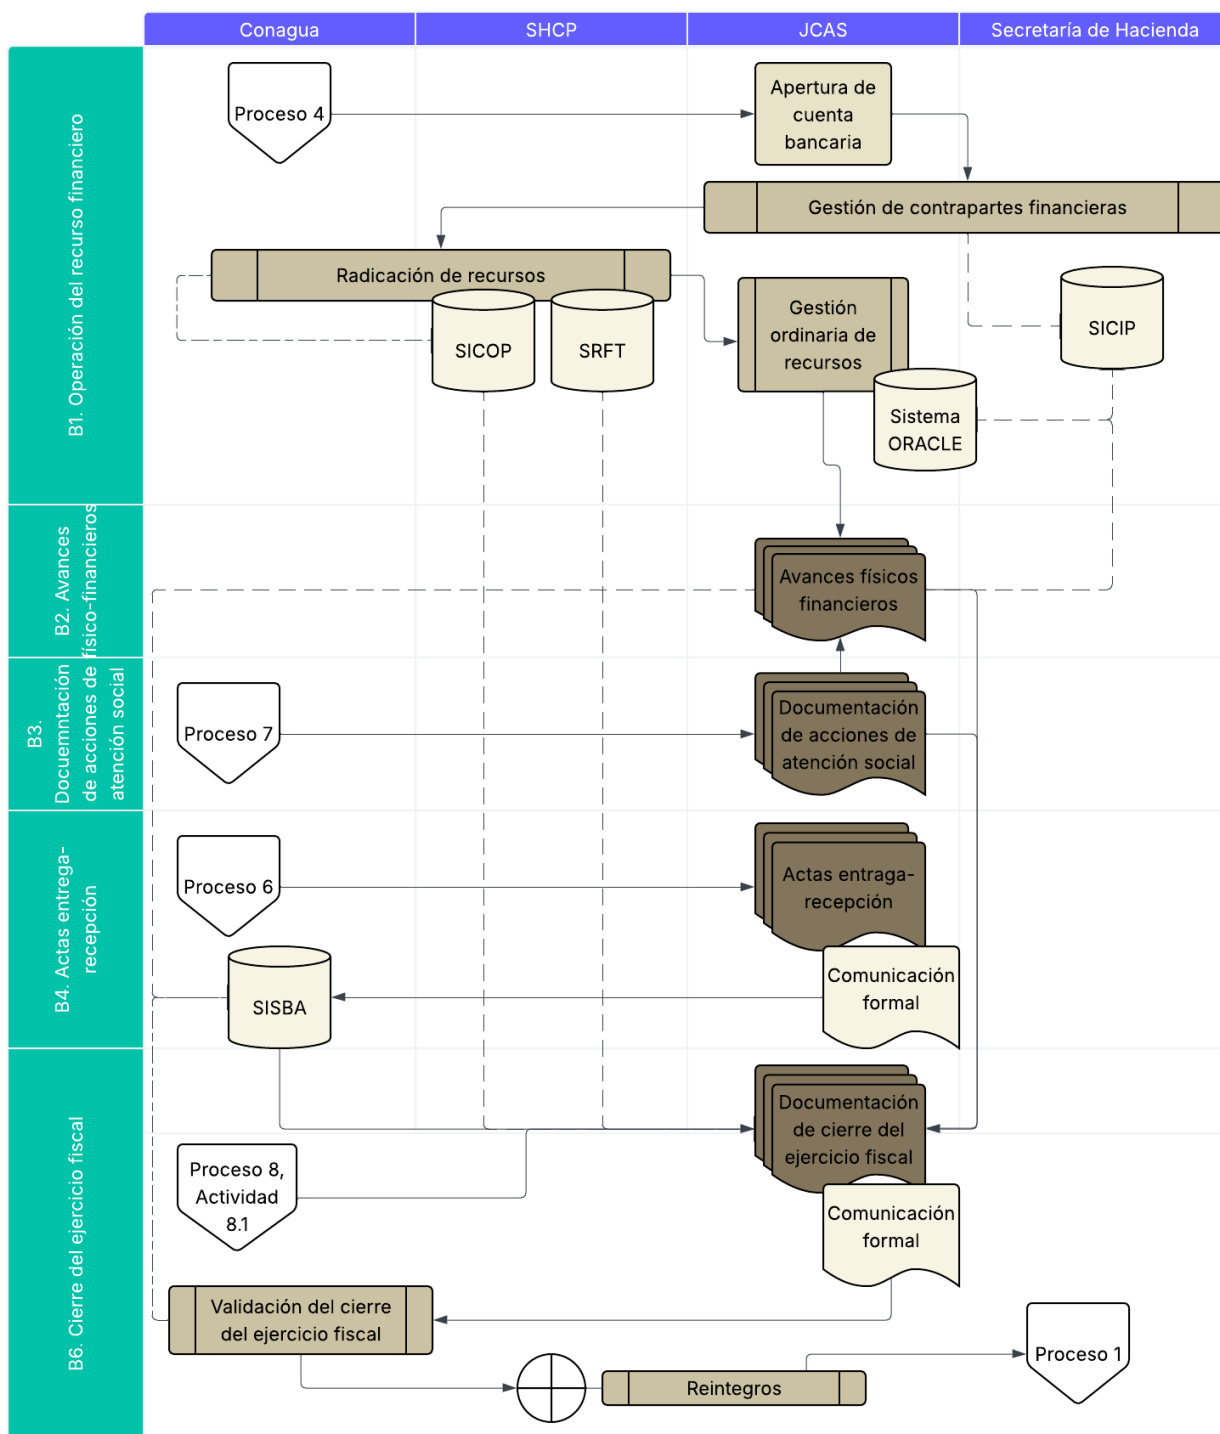 Conagua
SHCP
JCAS
Secretaría de Hacienda
B1. Operación del recurso financiero
Proceso 4
Apertura de
cuenta
bancaria
Gestión de contrapartes financieras
Radicación de recursos
SICOP
SRFT
Gestión
ordinaria de
recursos
SICIP
Sistema
ORACLE
B2. Avances
físico-financieros
Avances físicos
financieros
B3.
Docuemntación
de acciones de
atención social
Proceso 7
Documentación
de acciones de
atención social
B4. Actas entrega-
recepción
Proceso 6
Actas entraga-
recepción
Comunicación
formal
SISBA
B6. Cierre del ejercicio fiscal
Documentación
de cierre del
ejercicio fiscal
Proceso 8,
Actividad
8.1
Comunicación
formal
Validación del cierre
del ejercicio fiscal
Reintegros
Proceso 1